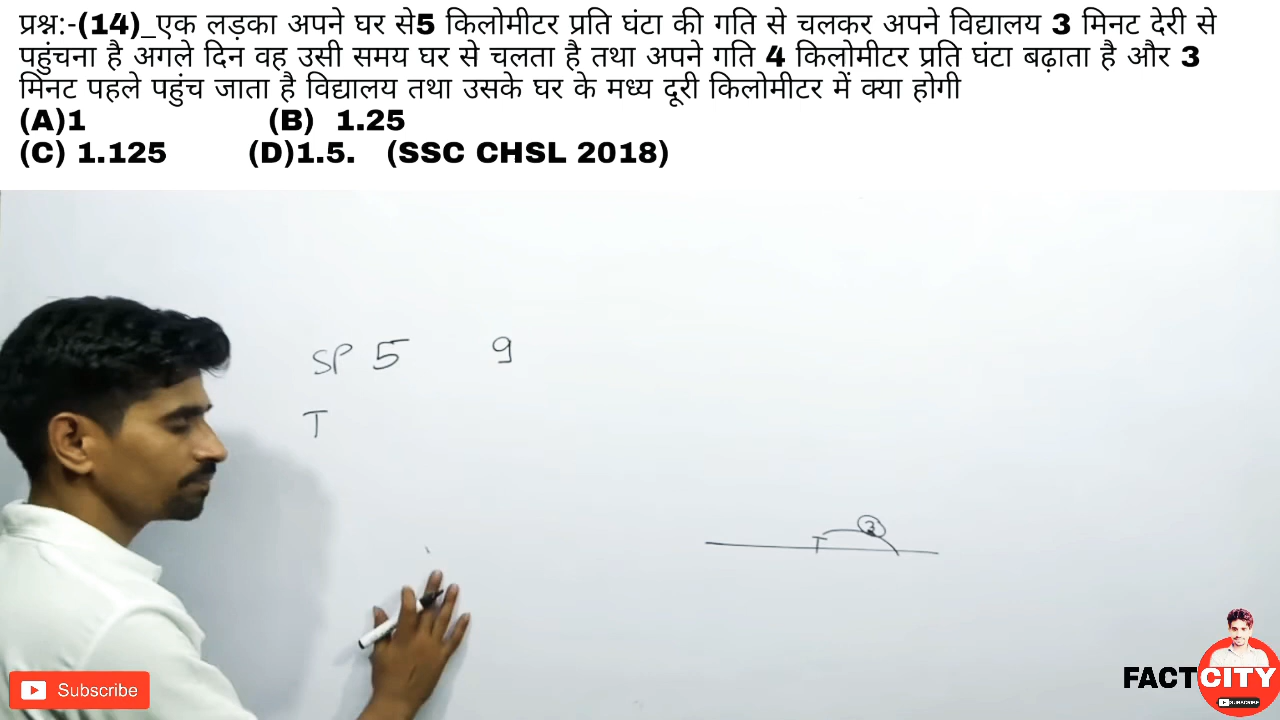 प्रश्न:-(14)_एक लड़का अपने घर से5 किलोमीटर प्रति घंटा की गति से चलकर अपने विद्यालय 3 मिनट देरी से
पहुंचना है अगले दिन वह उसी समय घर से चलता है तथा अपने गति 4 किलोमीटर प्रति घंटा बढ़ाता है और 3
मिनट पहले पहुंच जाता है विद्यालय तथा उसके घर के मध्य दूरी किलोमीटर में क्या होगी
(A)1 (B) 1.25
(C) 1.125 (D)1.5. (SSC CHSL 2018)
SP 5 9
T
T 3
Subscribe
FACTCITY
SUBSCRIBE